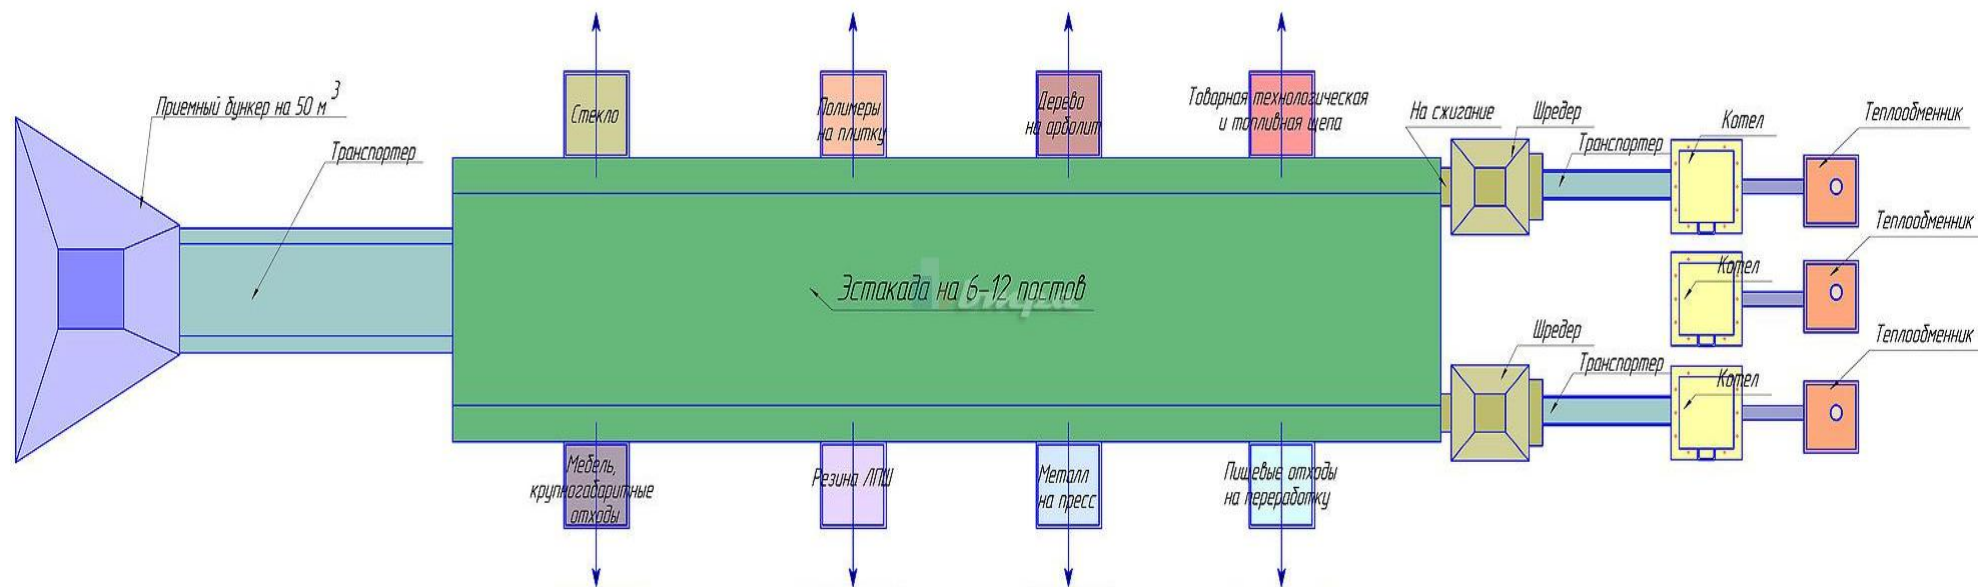 Приемный бункер на 50 м 3
Транспортер
Стекло
Полимеры
на плитку
Дерево
на арболит
Товарная технологическая
и топливная щепа
На сжигание
Шредер
Транспортер
Котел
Теплообменник
Эстакада на 6-12 постов
Котел
Теплообменник
Шредер
Транспортер
Котел
Теплообменник
Мебель,
крупногабаритные
отходы
Резина ЛПШ
Металл
на пресс
Пищевые отходы
на переработку